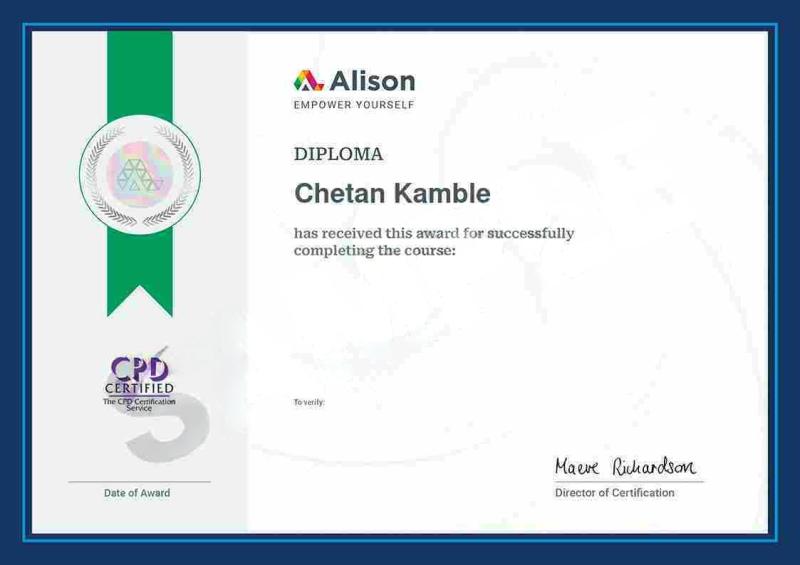 Alison
EMPOWER YOURSELF
DIPLOMA
Chetan Kamble
has received this award for successfully
completing the course:
CPD
CERTIFIED
The CPD Certification
Service
To verify:
Maeve Richardson
Date of Award
Director of Certification